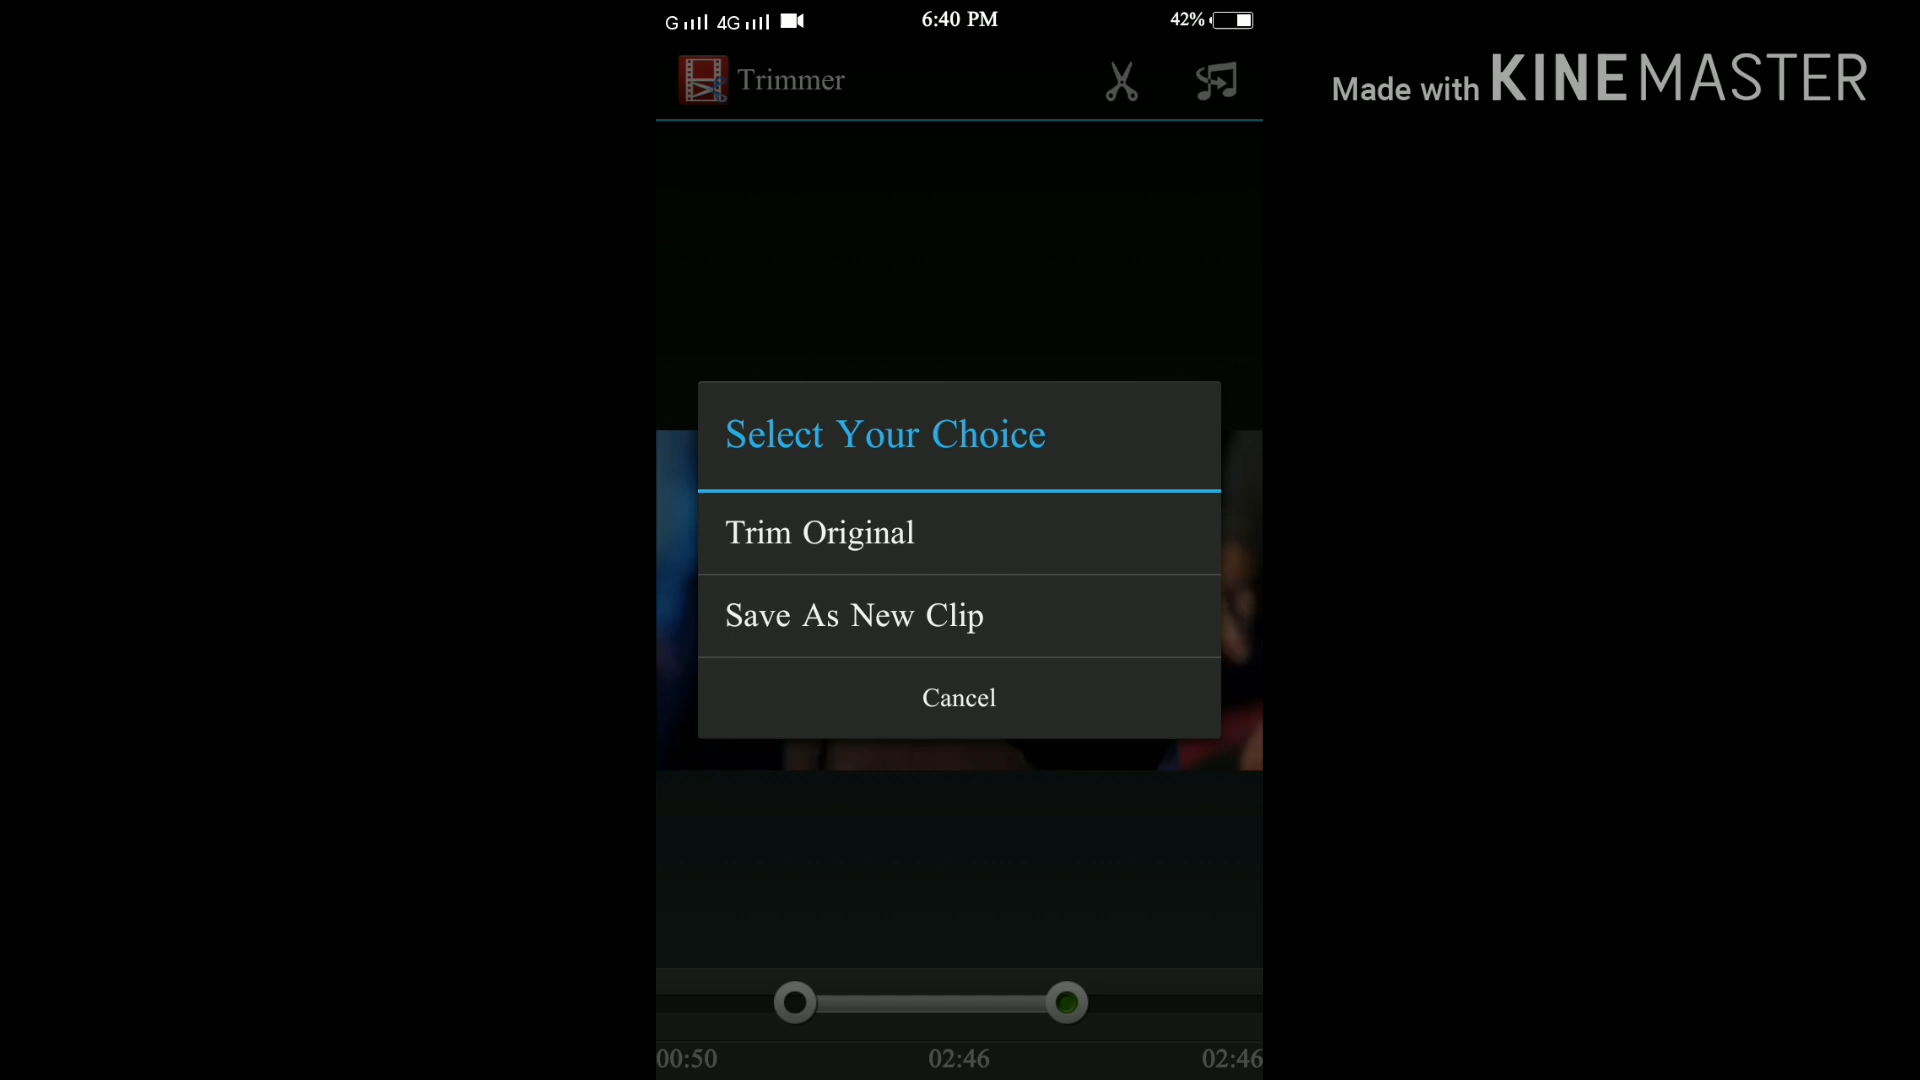 G 4G 6:40 PM 42%
Trimmer
Made with KINEMASTER
Select Your Choice
Trim Original
Save As New Clip
Cancel
00:50 02:46 02:46